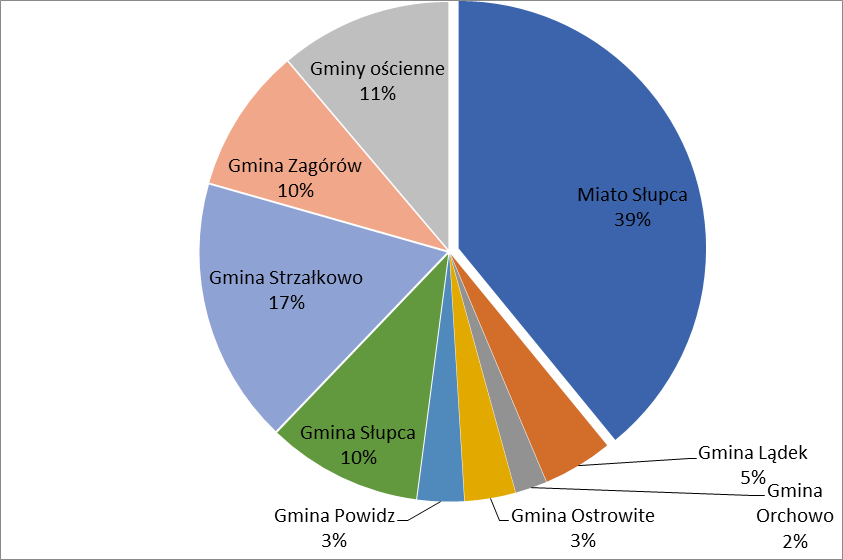 Gminy ościenne
11%
Miato Słupca
39%
Gmina Zagórów
10%
Gmina Strzałkowo
17%
Gmina Słupca
10%
Gmina Lądek
5%
Gmina
Orchowo
2%
Gmina Powidz
3%
Gmina Ostrowite
3%